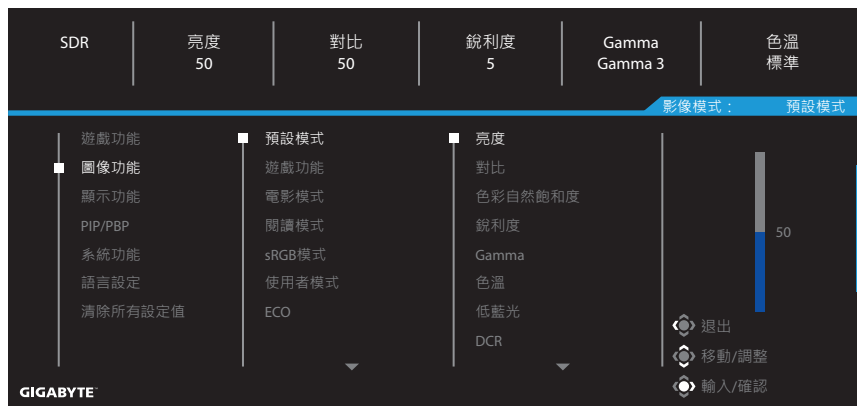 SDR
亮度
50
對比
50
銳利度
5
Gamma
Gamma 3
色溫
標準
影像模式： 預設模式
遊戲功能
圖像功能
顯示功能
PIP/PBP
系統功能
語言設定
清除所有設定值
預設模式
遊戲功能
電影模式
閱讀模式
sRGB模式
使用者模式
ECO
亮度
對比
色彩自然飽和度
銳利度
Gamma
色溫
低藍光
DCR
50
退出
移動/調整
輸入/確認
GIGABYTE™